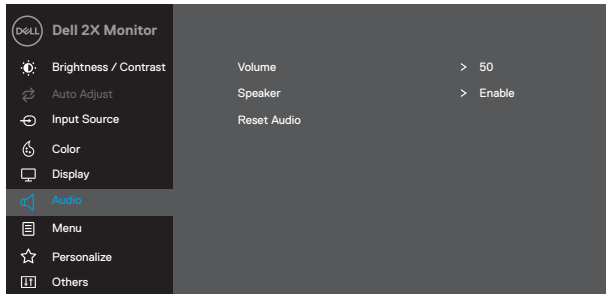 DELL Dell 2X Monitor
Brightness / Contrast Volume > 50
Auto Adjust Speaker > Enable
Input Source Reset Audio
Color
Display
Audio
Menu
Personalize
Others